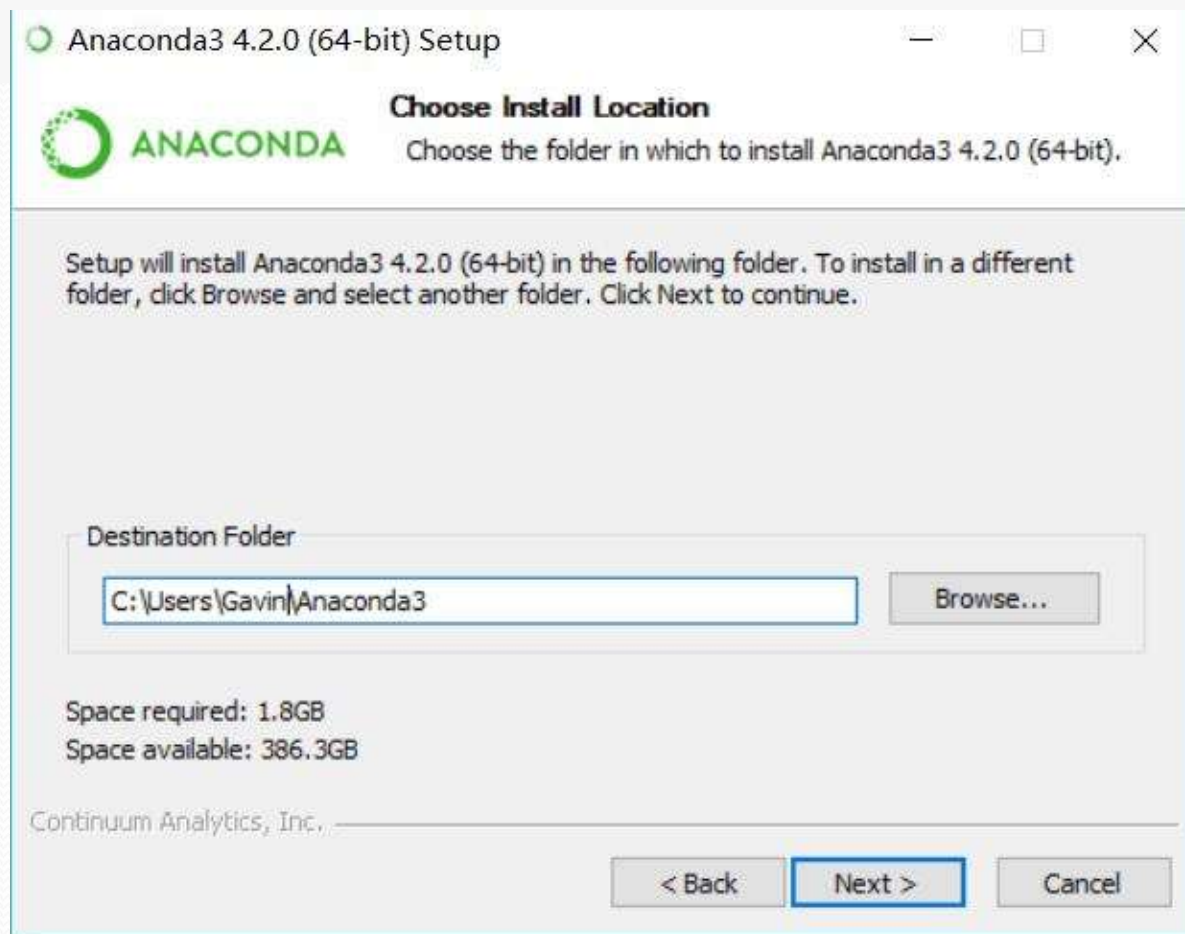 Anaconda3 4.2.0 (64-bit) Setup
ANACONDA
Choose Install Location
Choose the folder in which to install Anaconda3 4.2.0 (64-bit).
Setup will install Anaconda3 4.2.0 (64-bit) in the following folder. To install in a different
folder, click Browse and select another folder. Click Next to continue.
Destination Folder
C:\Users\Gavin\Anaconda3
Browse...
Space required: 1.8GB
Space available: 386.3GB
Continuum Analytics, Inc.
< Back
Next >
Cancel